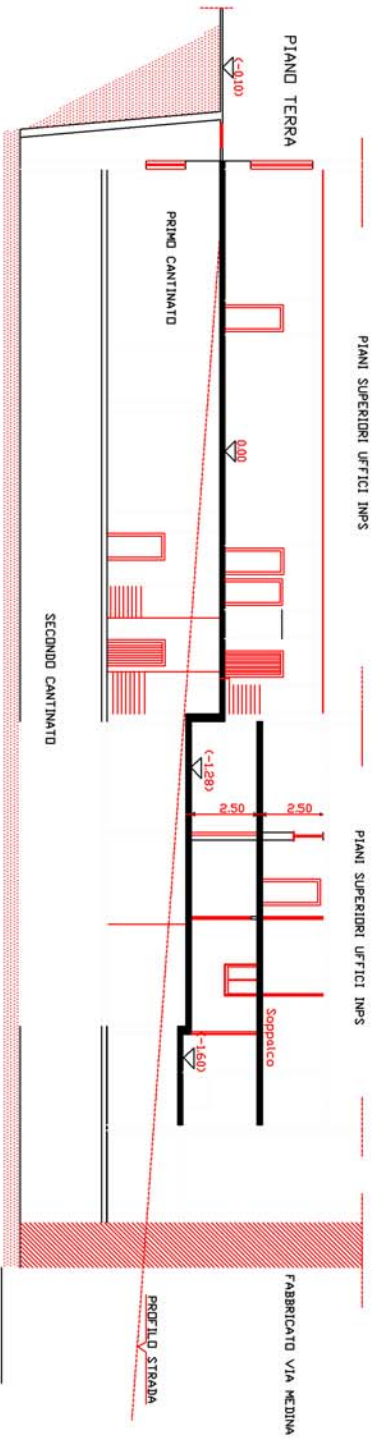 PIANI SUPERIORI UFFICI INPS
PIANI SUPERIORI UFFICI INPS
FABBRICATO VIA MEDINA
PIANO TERRA
(-0.10)
0.00
2.50
2.50
Soppalco
(-1.28)
(-1.60)
PRIMO CANTINATO
SECONDO CANTINATO
PROFILO STRADA